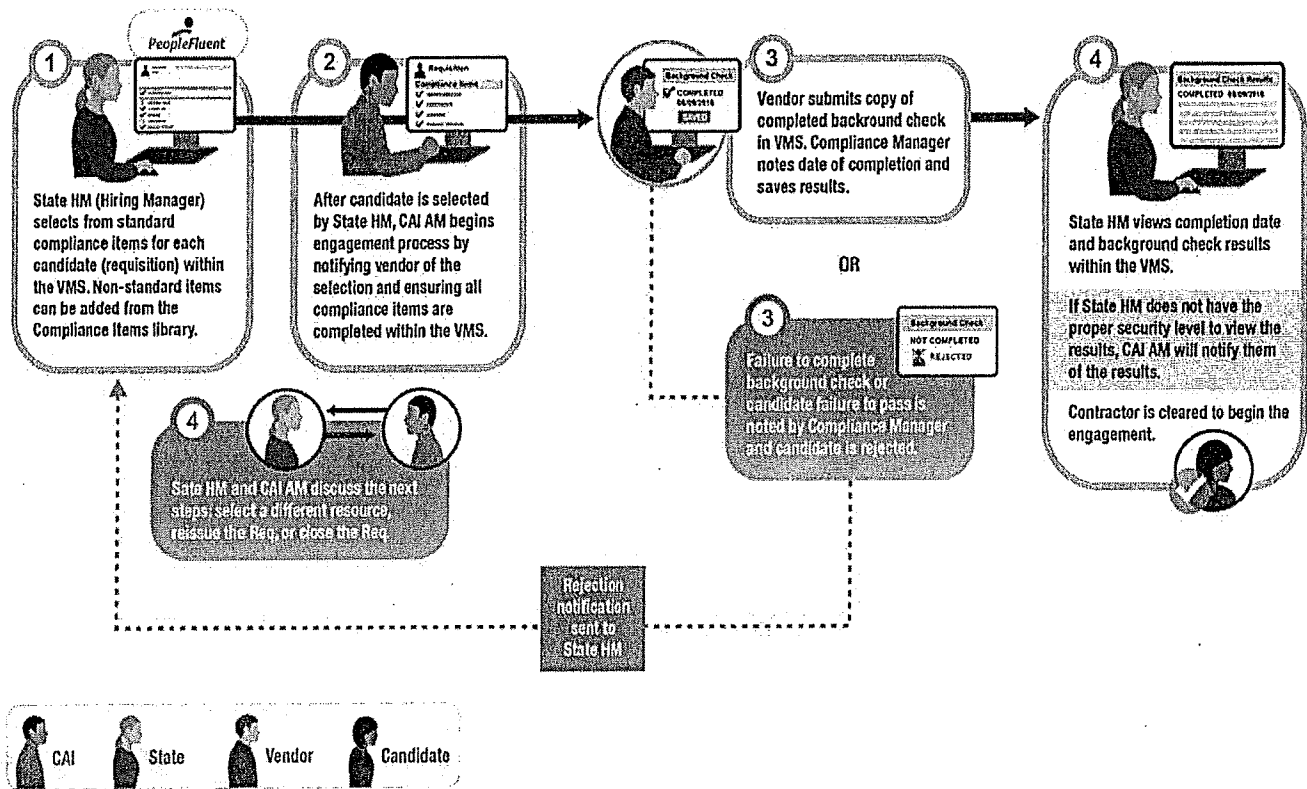 PeopleFluent
1
State HM (Hiring Manager)
selects from standard
compliance items for each
candidate (requisition) within
the VMS. Non-standard items
can be added from the
Compliance Items library.
2
Requisition
Compliance Items
After candidate is selected
by State HM, CAI AM begins
engagement process by
notifying vendor of the
selection and ensuring all
compliance items are
completed within the VMS.
Background Check
COMPLETED
SAVED
3
Vendor submits copy of
completed backround check
in VMS. Compliance Manager
notes date of completion and
saves results.
OR
3
Background Check
NOT COMPLETED
REJECTED
Failure to complete
background check or
candidate failure to pass is
noted by Compliance Manager
and candidate is rejected.
4
Background Check Results
COMPLETED
State HM views completion date
and background check results
within the VMS.
If State HM does not have the
proper security level to view the
results, CAI AM will notify them
of the results.
Contractor is cleared to begin the
engagement.
4
Sate HM and CAI AM discuss the next
steps: select a different resource,
reissue the Req, or close the Req
Rejection
notification
sent to
State HM
CAI
State
Vendor
Candidate